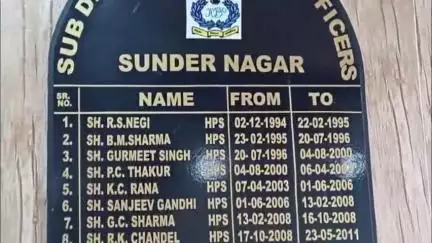 SUB D
FFICERS
SUNDER NAGAR
SR. NO. NAME FROM TO
1. SH. R.S.NEGI HPS 02-12-1994 22-02-1995
2. SH. B.M.SHARMA HPS 23-02-1995 20-07-1996
3. SH. GURMEET SINGH HPS 20-07-1996 04-08-2000
4. SH. P.C. THAKUR HPS 04-08-2000 06-04-200
5. SH. K.C. RANA HPS 07-04-2003 01-06-2006
6. SH. SANJEEV GANDHI HPS 01-06-2006 13-02-2008
7 SH. G.C. SHARMA HPS 13-02-2008 16-10-2008
8 SH. R.K. CHANDEL HPS 17-10-2008 23-05-2011